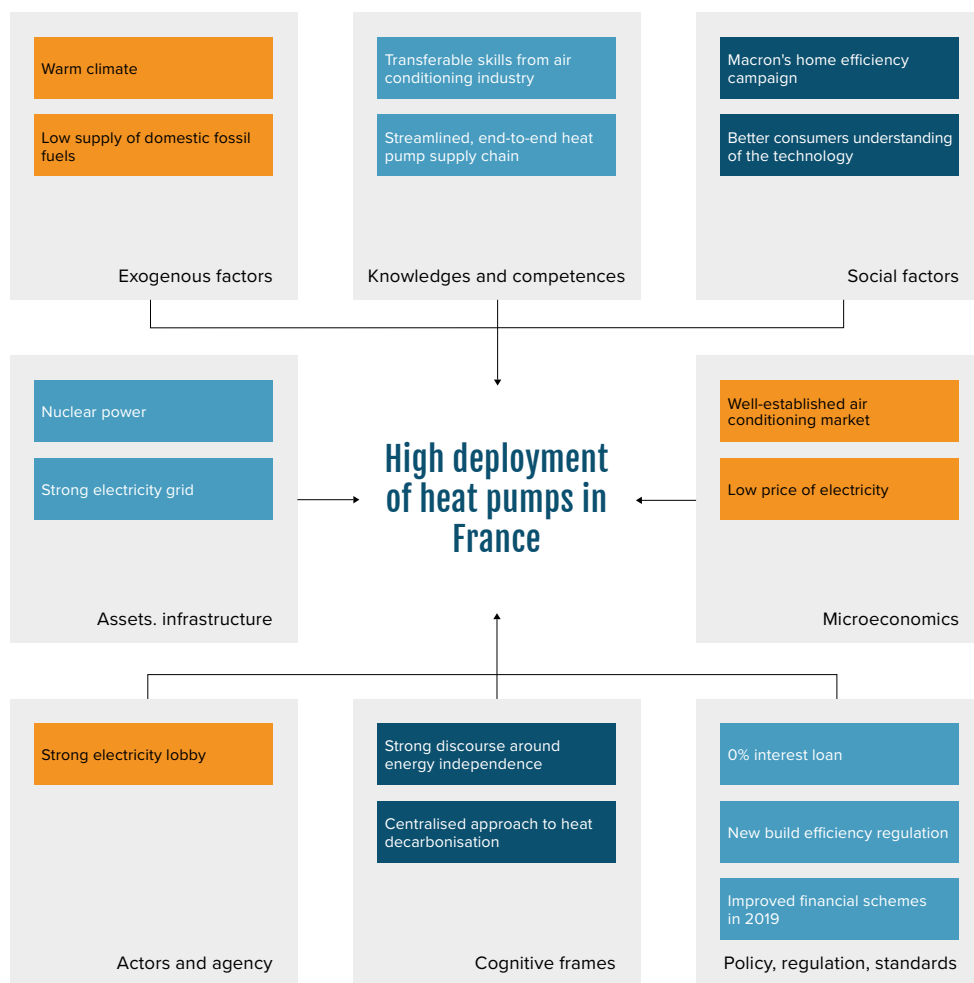 Warm climate
Low supply of domestic fossil
fuels
Exogenous factors
Transferable skills from air
conditioning industry
Streamlined, end-to-end heat
pump supply chain
Knowledges and competences
Macron's home efficiency
campaign
Better consumers understanding
of the technology
Social factors
Nuclear power
Strong electricity grid
Assets. infrastructure
High deployment
of heat pumps in
France
Well-established air
conditioning market
Low price of electricity
Microeconomics
Strong electricity lobby
Actors and agency
Strong discourse around
energy independence
Centralised approach to heat
decarbonisation
Cognitive frames
0% interest loan
New build efficiency regulation
Improved financial schemes
in 2019
Policy, regulation, standards